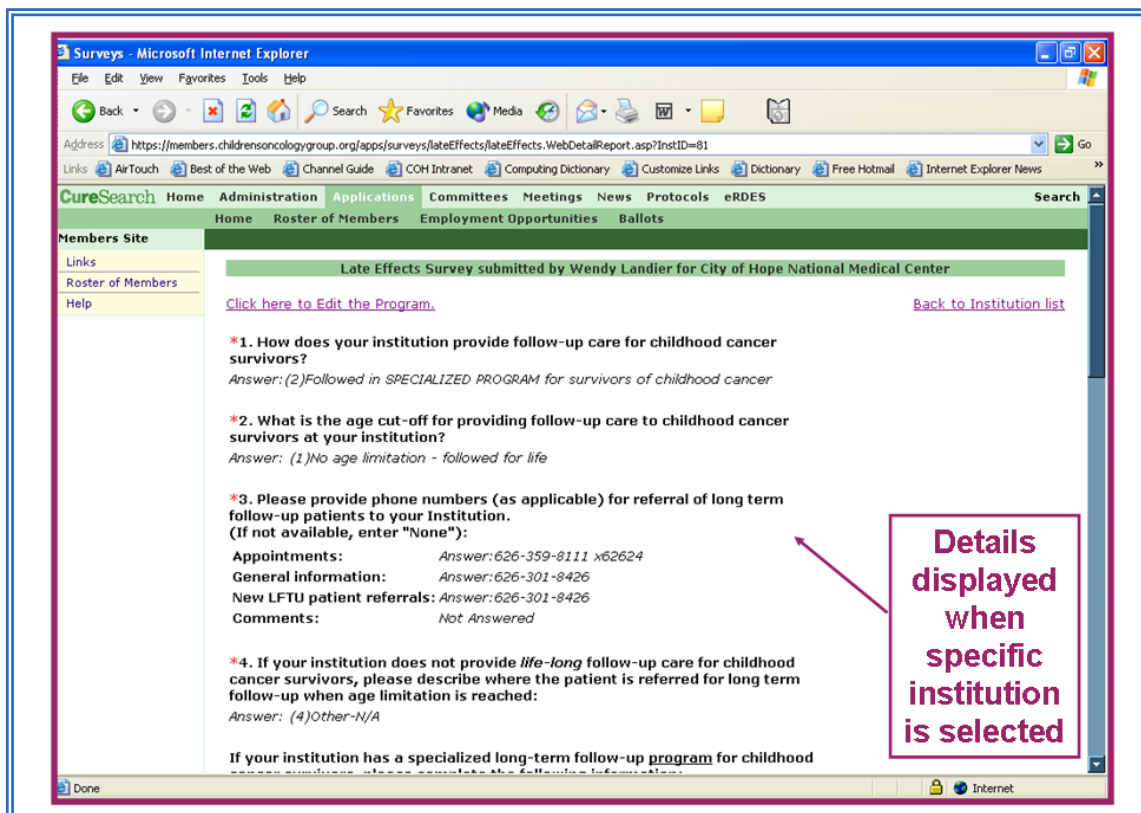 Surveys - Microsoft Internet Explorer
File Edit View Favorites Tools Help
Back Search Favorites Media
Address https://members.childrensoncologygroup.org/apps/surveys/lateEffects/lateEffects.WebDetailReport.asp?InstID=81 Go
Links AirTouch Best of the Web Channel Guide COH Intranet Computing Dictionary Customize Links Dictionary Free Hotmail Internet Explorer News »
CureSearch Home Administration Applications Committees Meetings News Protocols eRDES Search
Home Roster of Members Employment Opportunities Ballots
Members Site
Links
Roster of Members
Help
Late Effects Survey submitted by Wendy Landier for City of Hope National Medical Center
Click here to Edit the Program. Back to Institution list
*1. How does your institution provide follow-up care for childhood cancer
survivors?
Answer:(2)Followed in SPECIALIZED PROGRAM for survivors of childhood cancer
*2. What is the age cut-off for providing follow-up care to childhood cancer
survivors at your institution?
Answer: (1)No age limitation - followed for life
*3. Please provide phone numbers (as applicable) for referral of long term
follow-up patients to your Institution.
(If not available, enter "None"):
Appointments: Answer:626-359-8111 x62624
General information: Answer:626-301-8426
New LFTU patient referrals: Answer:626-301-8426
Comments: Not Answered
*4. If your institution does not provide life-long follow-up care for childhood
cancer survivors, please describe where the patient is referred for long term
follow-up when age limitation is reached:
Answer: (4)Other-N/A
If your institution has a specialized long-term follow-up program for childhood
cancer survivors, please complete the following information:
Details
displayed
when
specific
institution
is selected
Done Internet